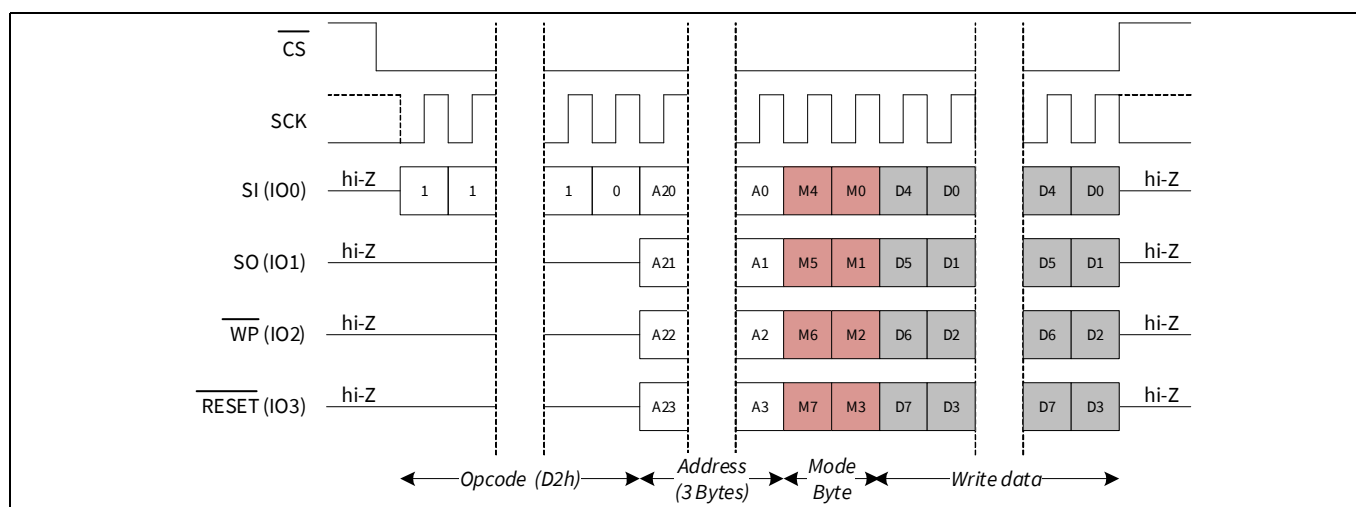 CS
SCK
SI (IO0) hi-Z 1 1 1 0 A20 A0 M4 M0 D4 D0 D4 D0 hi-Z
SO (IO1) hi-Z A21 A1 M5 M1 D5 D1 D5 D1 hi-Z
WP (IO2) hi-Z A22 A2 M6 M2 D6 D2 D6 D2 hi-Z
RESET (IO3) hi-Z A23 A3 M7 M3 D7 D3 D7 D3 hi-Z
Opcode (D2h) Address (3 Bytes) Mode Byte Write data